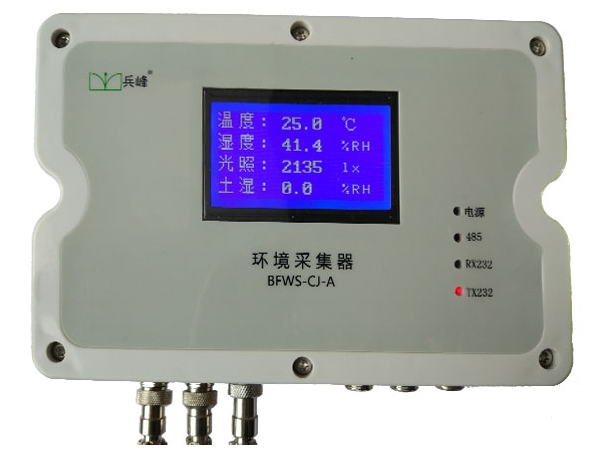 兵峰®
温度: 25.0 ℃
湿度: 41.4 %RH
光照: 2135 lx
土湿: 0.0 %RH
电源
485
RX232
TX232
环境采集器
BFWS-CJ-A